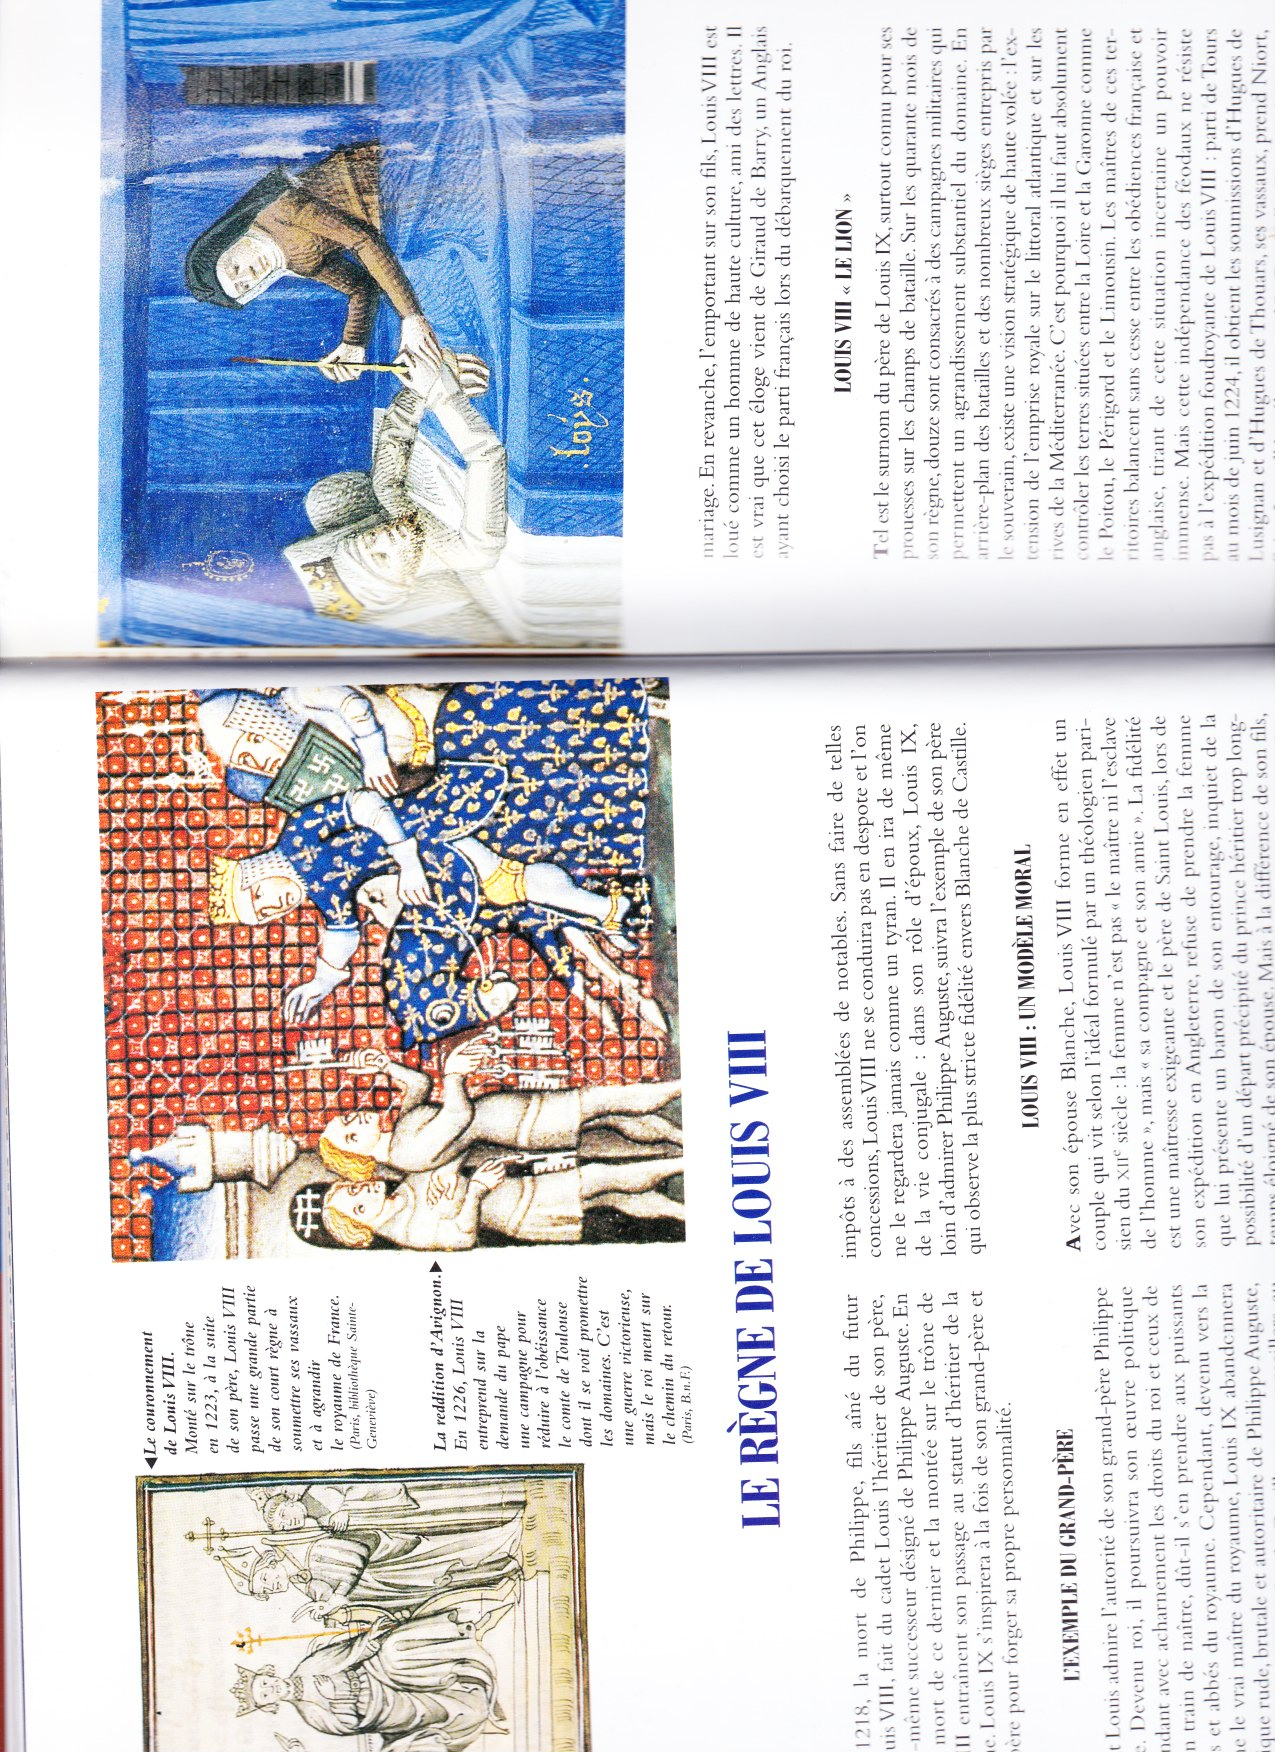 ◀Le couronnement
de Louis VIII.
Monté sur le trône
en 1223, à la suite
de son père, Louis VIII
passe une grande partie
de son court règne à
soumettre ses vassaux
et à agrandir
le royaume de France.
(Paris, bibliothèque Sainte-
Geneviève)
La reddition d'Avignon.▶
En 1226, Louis VIII
entreprend sur la
demande du pape
une campagne pour
réduire à l'obéissance
le comte de Toulouse
dont il se voit promettre
les domaines. C'est
une guerre victorieuse,
mais le roi meurt sur
le chemin du retour.
(Paris, B.n.F.)
LE RÈGNE DE LOUIS VIII
1218, la mort de Philippe, fils aîné du futur
uis VIII, fait du cadet Louis l'héritier de son père,
-même successeur désigné de Philippe Auguste. En
mort de ce dernier et la montée sur le trône de
III entraînent son passage au statut d'héritier de la
ne. Louis IX s'inspirera à la fois de son grand-père et
père pour forger sa propre personnalité.
L'EXEMPLE DU GRAND-PÈRE
t Louis admire l'autorité de son grand-père Philippe
e. Devenu roi, il poursuivra son œuvre politique
ndant avec acharnement les droits du roi et ceux de
n train de naître, dût-il s'en prendre aux puissants
s et abbés du royaume. Cependant, devenu vers la
ne le vrai maître du royaume, Louis IX abandonnera
ique rude, brutale et autoritaire de Philippe Auguste,
impôts à des assemblées de notables. Sans faire de telles
concessions, Louis VIII ne se conduira pas en despote et l'on
ne le regardera jamais comme un tyran. Il en ira de même
de la vie conjugale : dans son rôle d'époux, Louis IX,
loin d'admirer Philippe Auguste, suivra l'exemple de son père
qui observe la plus stricte fidélité envers Blanche de Castille.
LOUIS VIII : UN MODÈLE MORAL
Avec son épouse Blanche, Louis VIII forme en effet un
couple qui vit selon l'idéal formulé par un théologien pari-
sien du XIIe siècle : la femme n'est pas « le maître ni l'esclave
de l'homme », mais « sa compagne et son amie ». La fidélité
est une maîtresse exigeante et le père de Saint Louis, lors de
son expédition en Angleterre, refuse de prendre la femme
que lui présente un baron de son entourage, inquiet de la
possibilité d'un départ précipité du prince héritier trop long-
temps éloigné de son épouse. Mais à la différence de son fils,
Loys.
mariage. En revanche, l'emportant sur son fils, Louis VIII est
loué comme un homme de haute culture, ami des lettres. Il
est vrai que cet éloge vient de Giraud de Barry, un Anglais
ayant choisi le parti français lors du débarquement du roi.
LOUIS VIII « LE LION »
Tel est le surnom du père de Louis IX, surtout connu pour ses
prouesses sur les champs de bataille. Sur les quarante mois de
son règne, douze sont consacrés à des campagnes militaires qui
permettent un agrandissement substantiel du domaine. En
arrière-plan des batailles et des nombreux sièges entrepris par
le souverain, existe une vision stratégique de haute volée : l'ex-
tension de l'emprise royale sur le littoral atlantique et sur les
rives de la Méditerranée. C'est pourquoi il lui faut absolument
contrôler les terres situées entre la Loire et la Garonne comme
le Poitou, le Périgord et le Limousin. Les maîtres de ces ter-
ritoires balancent sans cesse entre les obédiences française et
anglaise, tirant de cette situation incertaine un pouvoir
immense. Mais cette indépendance des féodaux ne résiste
pas à l'expédition foudroyante de Louis VIII : parti de Tours
au mois de juin 1224, il obtient les soumissions d'Hugues de
Lusignan et d'Hugues de Thouars, ses vassaux, prend Niort,